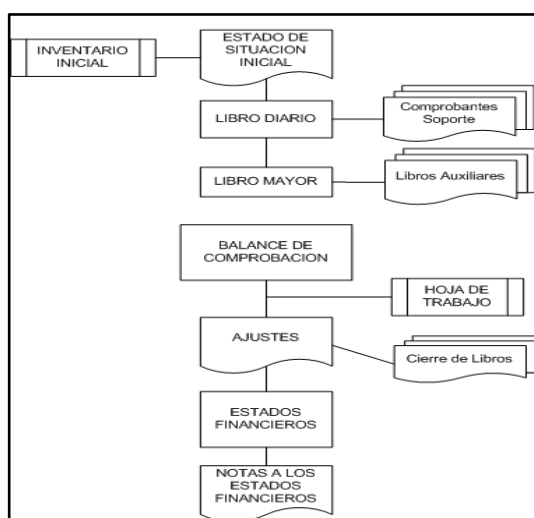 ESTADO DE
SITUACION
INICIAL
INVENTARIO
INICIAL
LIBRO DIARIO
Comprobantes
Soporte
LIBRO MAYOR
Libros Auxiliares
BALANCE DE
COMPROBACION
HOJA DE
TRABAJO
AJUSTES
Cierre de Libros
ESTADOS
FINANCIEROS
NOTAS A LOS
ESTADOS
FINANCIEROS